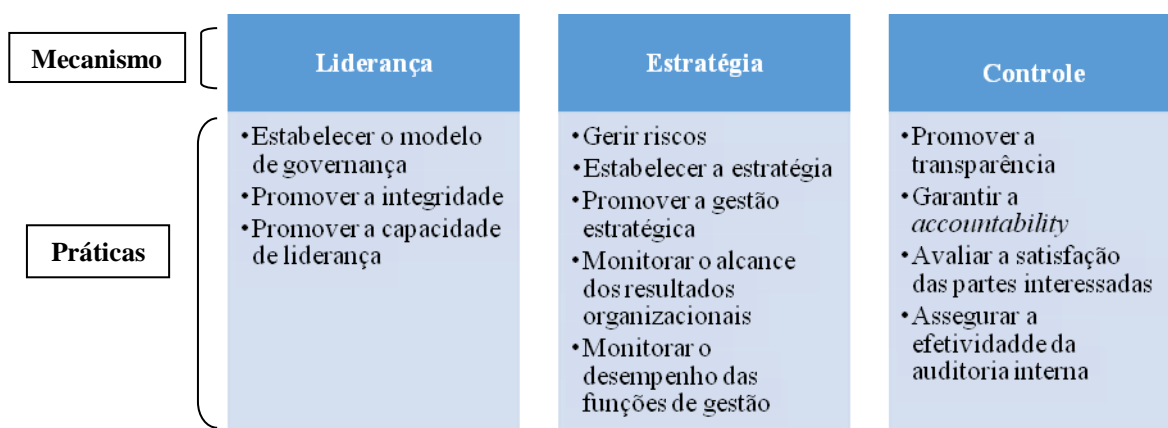 Mecanismo
Liderança
Estratégia
Controle
Práticas
•Estabelecer o modelo
de governança
•Promover a integridade
•Promover a capacidade
de liderança
•Gerir riscos
•Estabelecer a estratégia
•Promover a gestão
estratégica
•Monitorar o alcance
dos resultados
organizacionais
•Monitorar o
desempenho das
funções de gestão
•Promover a
transparência
•Garantir a
accountability
•Avaliar a satisfação
das partes interessadas
•Assegurar a
efetividadde da
auditoria interna